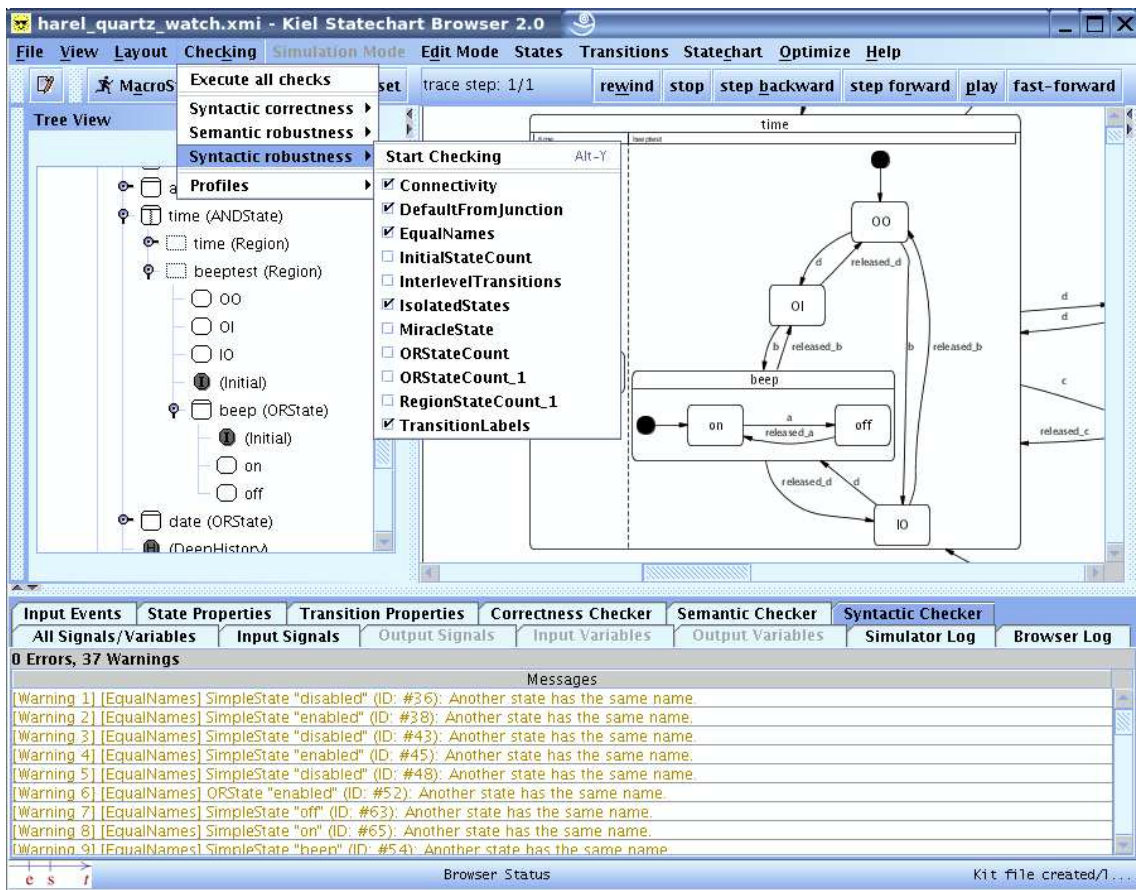 harel_quartz_watch.xmi - Kiel Statechart Browser 2.0
File View Layout Checking Simulation Mode Edit Mode States Transitions Statechart Optimize Help
MacroS
set
trace step: 1/1
rewind stop step backward step forward play fast-forward
Execute all checks
Syntactic correctness
Semantic robustness
Syntactic robustness
Profiles
Start Checking Alt-Y
Connectivity
DefaultFromJunction
EqualNames
InitialStateCount
InterlevelTransitions
IsolatedStates
MiracleState
ORStateCount
ORStateCount_1
RegionStateCount_1
TransitionLabels
Tree View
a
time (ANDState)
time (Region)
beeptest (Region)
OO
OI
IO
I (Initial)
beep (ORState)
I (Initial)
on
off
date (ORState)
H (DeepHistory)
time
time
beeptest
OO
d
released_d
OI
b
released_b
b
released_b
beep
on
a
released_a
off
released_d
d
IO
d
d
c
released_c
Input Events State Properties Transition Properties Correctness Checker Semantic Checker Syntactic Checker
All Signals/Variables Input Signals Output Signals Input Variables Output Variables Simulator Log Browser Log
0 Errors, 37 Warnings
Messages
[Warning 1] [EqualNames] SimpleState "disabled" (ID: #36): Another state has the same name.
[Warning 2] [EqualNames] SimpleState "enabled" (ID: #38): Another state has the same name.
[Warning 3] [EqualNames] SimpleState "disabled" (ID: #43): Another state has the same name.
[Warning 4] [EqualNames] SimpleState "enabled" (ID: #45): Another state has the same name.
[Warning 5] [EqualNames] SimpleState "disabled" (ID: #48): Another state has the same name.
[Warning 6] [EqualNames] ORState "enabled" (ID: #52): Another state has the same name.
[Warning 7] [EqualNames] SimpleState "off" (ID: #63): Another state has the same name.
[Warning 8] [EqualNames] SimpleState "on" (ID: #65): Another state has the same name.
[Warning 9] [EqualNames] SimpleState "beep" (ID: #54): Another state has the same name.
e s t
Browser Status
Kit file created/l...